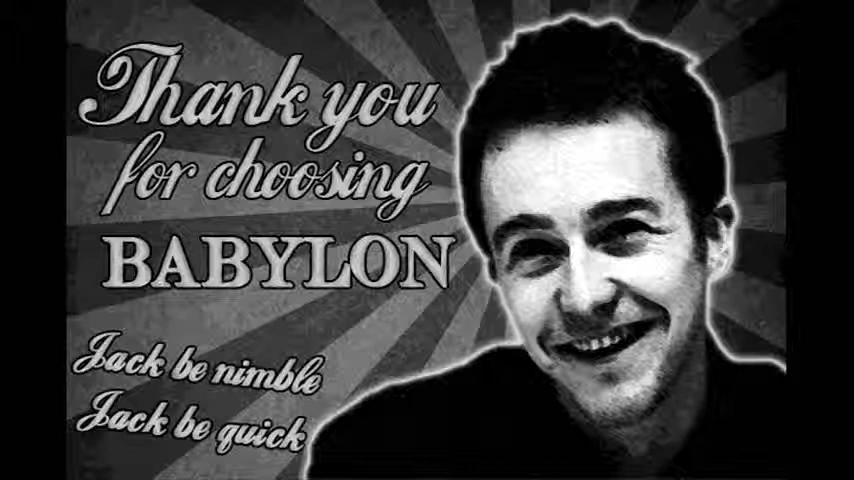 Thank you
for choosing
BABYLON
Jack be nimble
Jack be quick